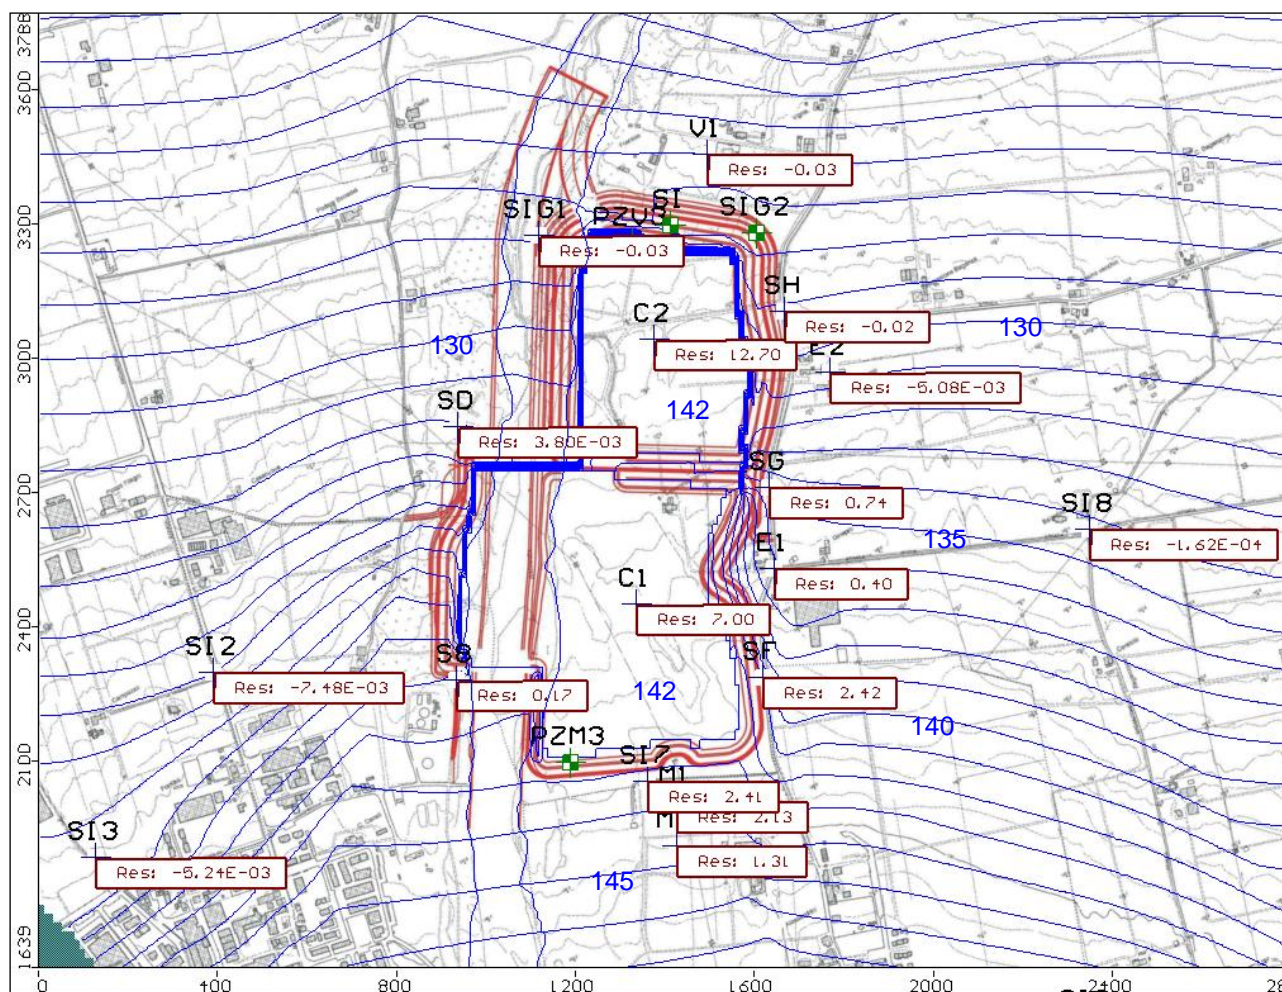 3788
3600
3300
3000
2700
2400
2100
1639
V1
Res: -0.03
SI
SIG2
SIG1
PZV3
Res: -0.03
SH
Res: -0.02
C2
Res: 12.70
E2
Res: -5.08E-03
130
130
142
SD
Res: 3.80E-03
SG
Res: 0.74
SI8
Res: -1.62E-04
135
E1
Res: 0.40
C1
Res: 7.00
SI2
Res: -7.48E-03
S8
Res: 0.17
SF
Res: 2.42
142
140
PZM3
SI7
M1
Res: 2.41
Res: 2.13
M
Res: 1.31
SI3
Res: -5.24E-03
145
0
400
800
1200
1600
2000
2400